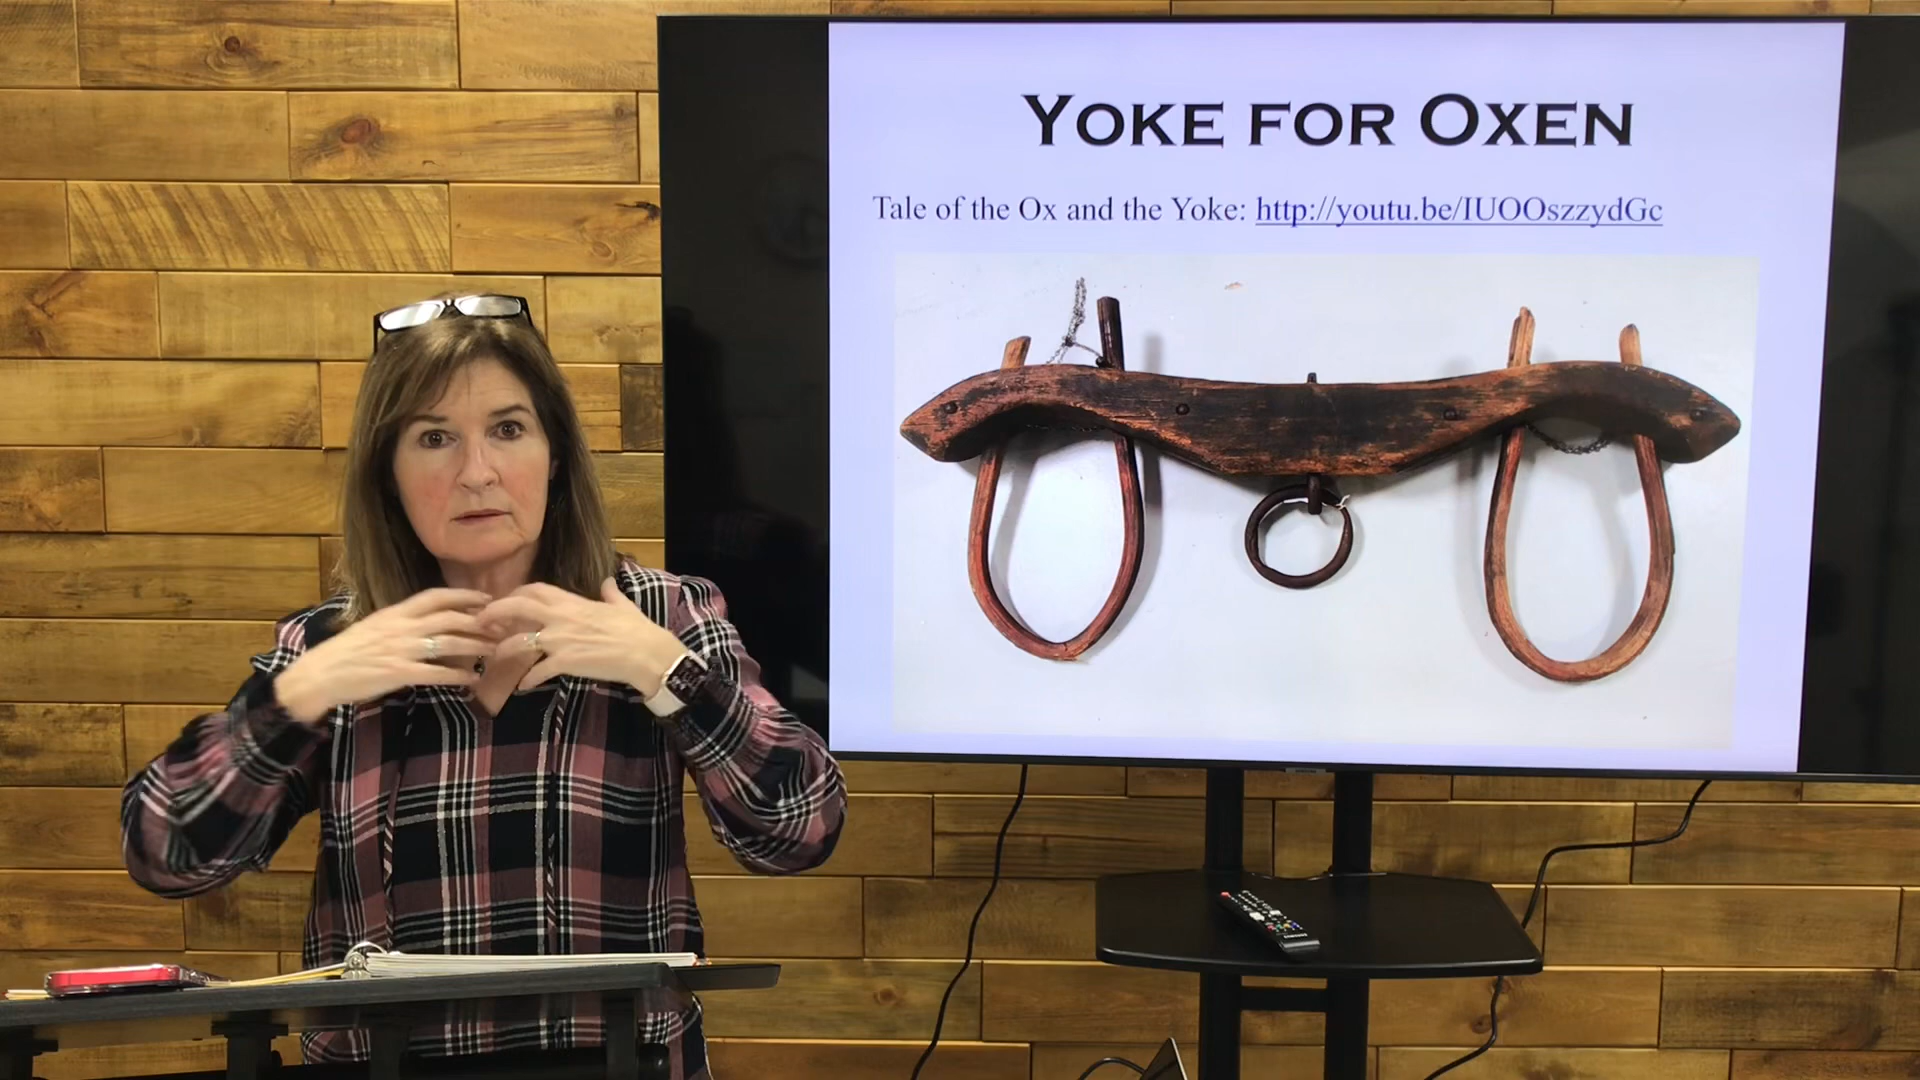 YOKE FOR OXEN
Tale of the Ox and the Yoke: http://youtu.be/IUOOszzydGc